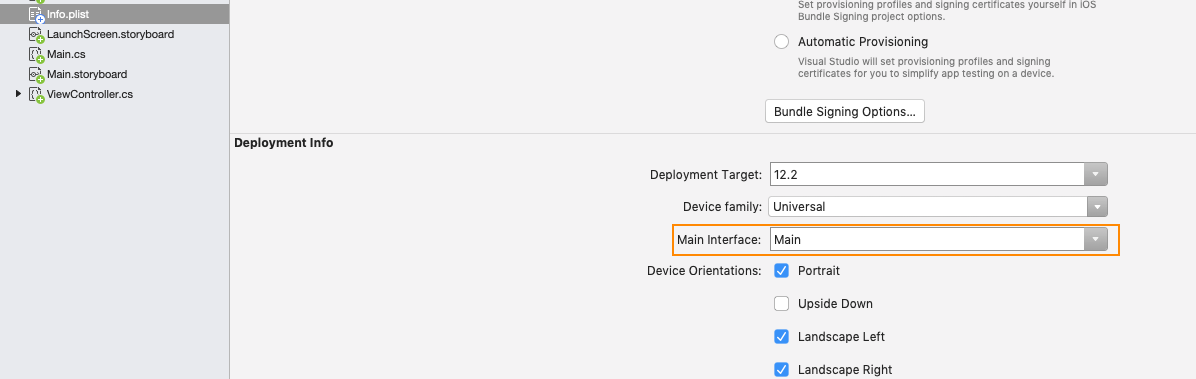 Info.plist
LaunchScreen.storyboard
Main.cs
Main.storyboard
ViewController.cs
Set provisioning profiles and signing certificates yourself in iOS
Bundle Signing project options.
Automatic Provisioning
Visual Studio will set provisioning profiles and signing
certificates for you to simplify app testing on a device.
Bundle Signing Options...
Deployment Info
Deployment Target: 12.2
Device family: Universal
Main Interface: Main
Device Orientations: Portrait
Upside Down
Landscape Left
Landscape Right